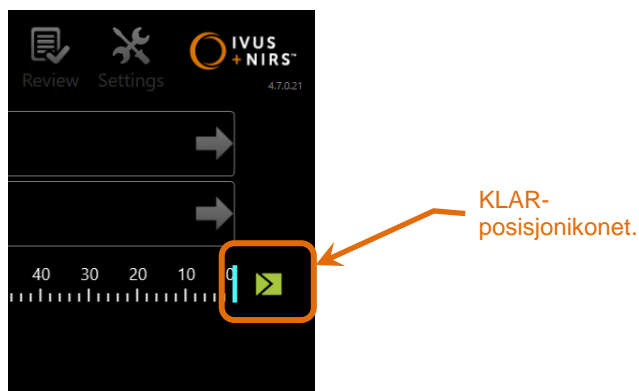 IVUS
+NIRS™
Review Settings
4.7.0.21
KLAR-
posisjonikonet.
40 30 20 10 0